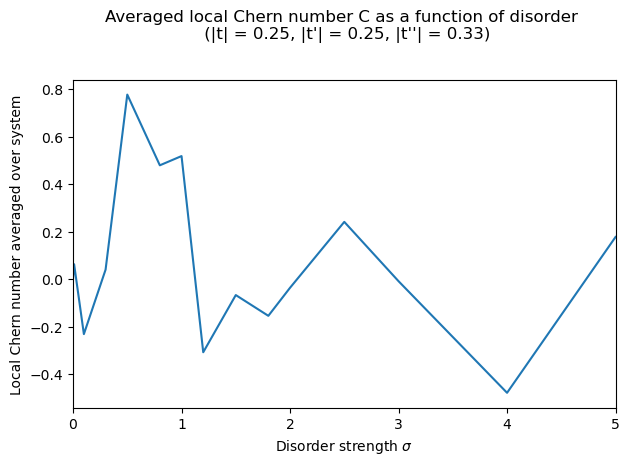 Averaged local Chern number C as a function of disorder
(|t| = 0.25, |t'| = 0.25, |t''| = 0.33)
Local Chern number averaged over system
0.8
0.6
0.4
0.2
0.0
−0.2
−0.4
0 1 2 3 4 5
Disorder strength σ